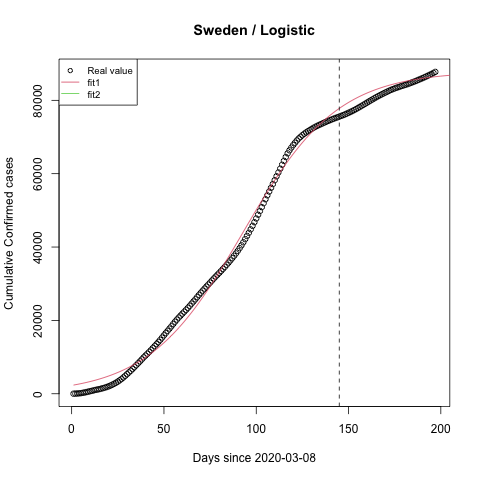 Sweden / Logistic
Real value
fit1
fit2
Cumulative Confirmed cases
80000
60000
40000
20000
0
0 50 100 150 200
Days since 2020-03-08